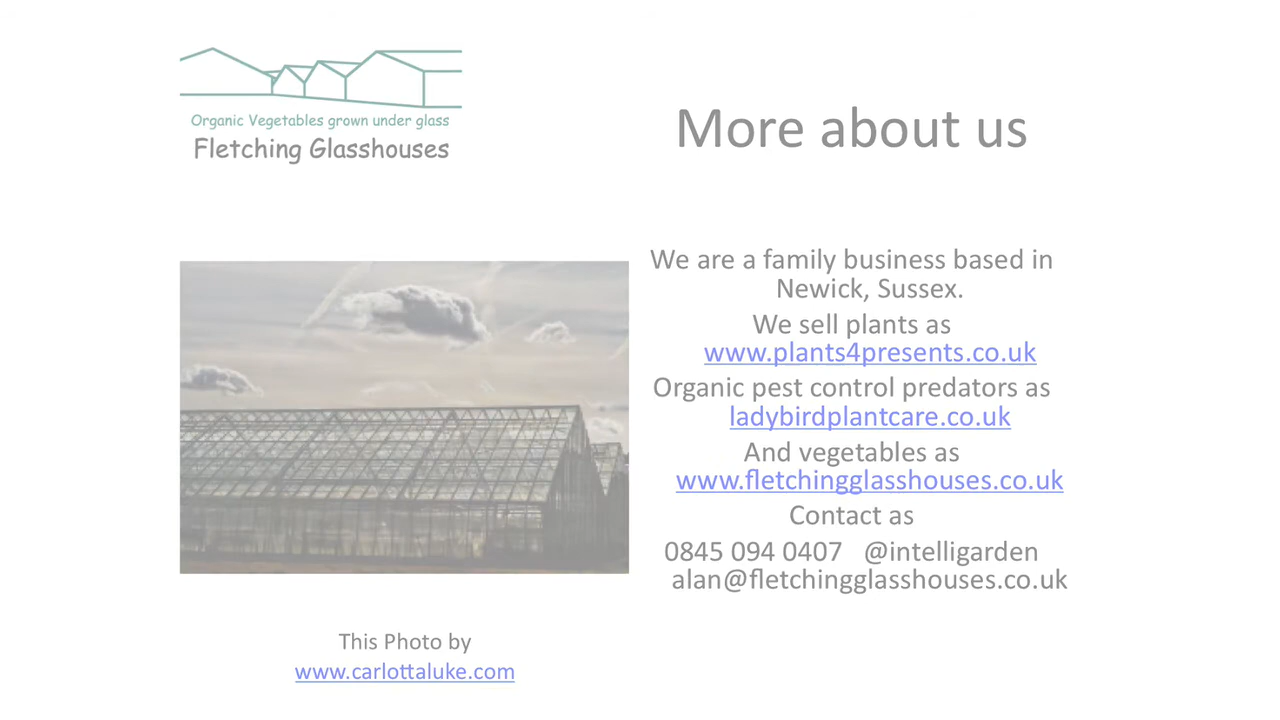 Organic Vegetables grown under glass
Fletching Glasshouses
More about us
We are a family business based in
Newick, Sussex.
We sell plants as
www.plants4presents.co.uk
Organic pest control predators as
ladybirdplantcare.co.uk
And vegetables as
www.fletchingglasshouses.co.uk
Contact as
0845 094 0407 @intelligarden
alan@fletchingglasshouses.co.uk
This Photo by
www.carlottaluke.com